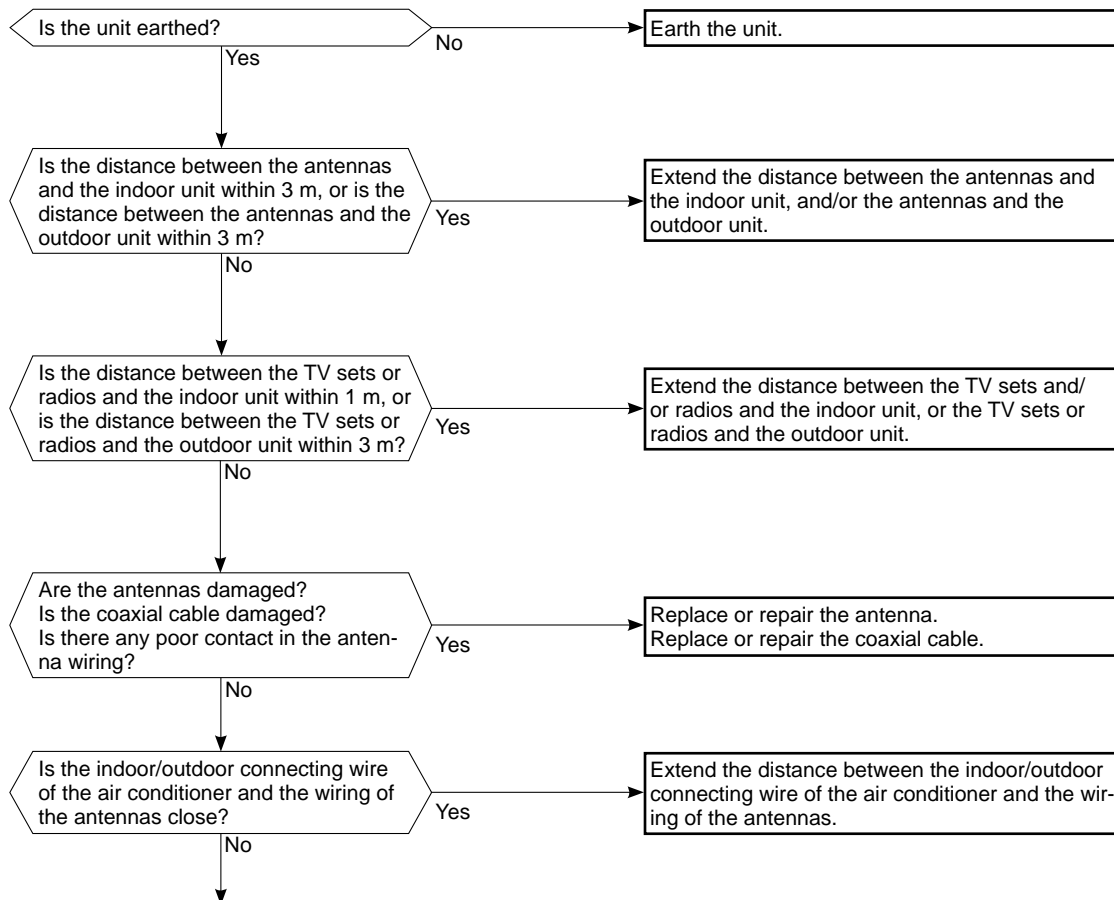 Is the unit earthed?
No
Earth the unit.
Yes
Is the distance between the antennas
and the indoor unit within 3 m, or is the
distance between the antennas and the
outdoor unit within 3 m?
Yes
Extend the distance between the antennas and
the indoor unit, and/or the antennas and the
outdoor unit.
No
Is the distance between the TV sets or
radios and the indoor unit within 1 m, or
is the distance between the TV sets or
radios and the outdoor unit within 3 m?
Yes
Extend the distance between the TV sets and/
or radios and the indoor unit, or the TV sets or
radios and the outdoor unit.
No
Are the antennas damaged?
Is the coaxial cable damaged?
Is there any poor contact in the anten-
na wiring?
Yes
Replace or repair the antenna.
Replace or repair the coaxial cable.
No
Is the indoor/outdoor connecting wire
of the air conditioner and the wiring of
the antennas close?
Yes
Extend the distance between the indoor/outdoor
connecting wire of the air conditioner and the wir-
ing of the antennas.
No